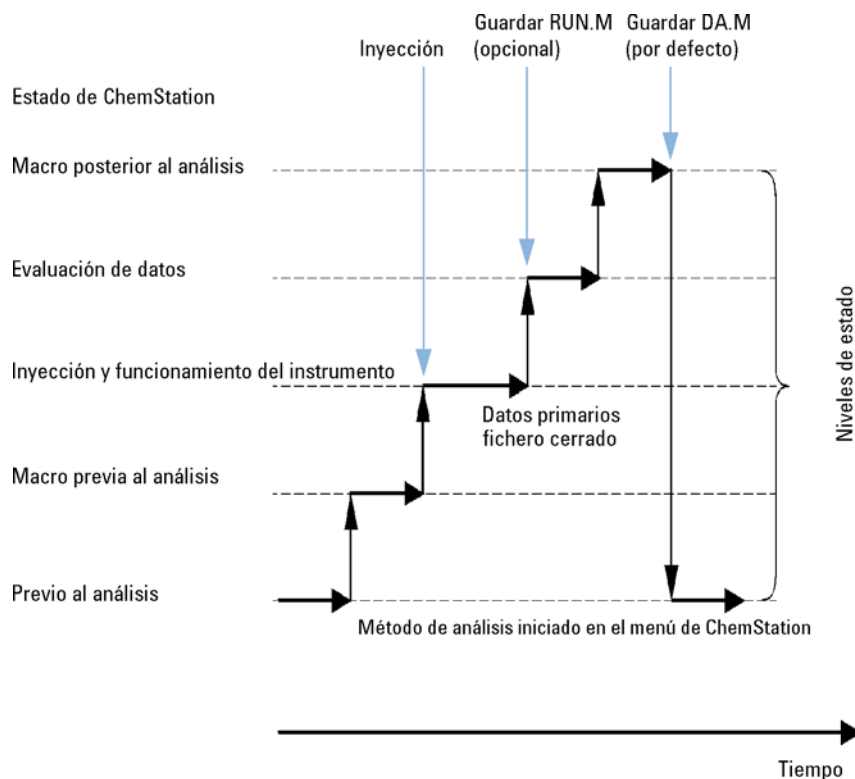 Guardar RUN.M
(opcional)
Guardar DA.M
(por defecto)
Inyección
Estado de ChemStation
Macro posterior al análisis
Evaluación de datos
Inyección y funcionamiento del instrumento
Datos primarios
fichero cerrado
Macro previa al análisis
Previo al análisis
Método de análisis iniciado en el menú de ChemStation
Niveles de estado
Tiempo